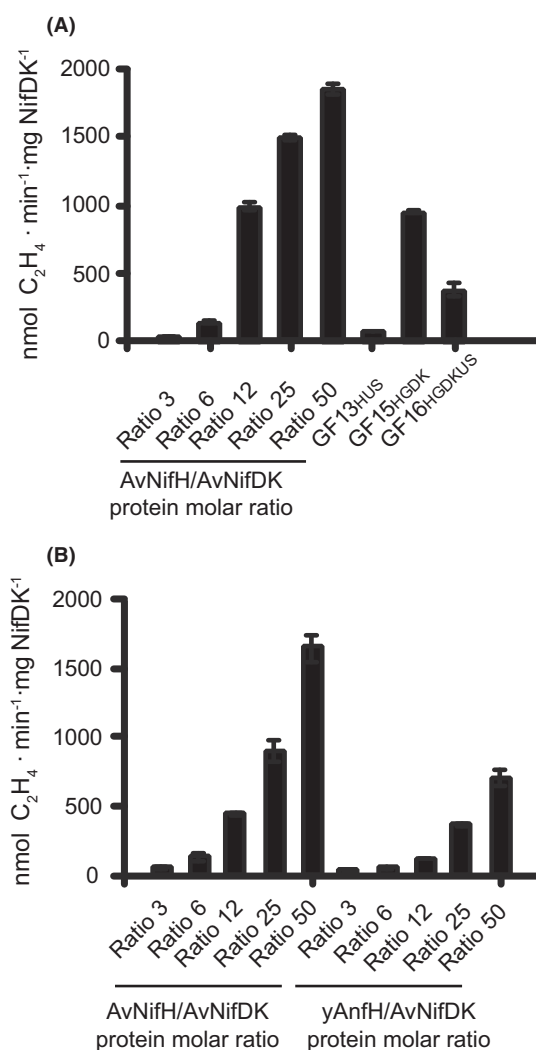 (A)
nmol C₂H₄ · min⁻¹·mg NifDK⁻¹
2000
1500
1000
500
0
Ratio 3
Ratio 6
Ratio 12
Ratio 25
Ratio 50
GF13HUS
GF15HGDK
GF16HGDKUS
AvNifH/AvNifDK
protein molar ratio
(B)
nmol C₂H₄ · min⁻¹·mg NifDK⁻¹
2000
1500
1000
500
0
Ratio 3
Ratio 6
Ratio 12
Ratio 25
Ratio 50
Ratio 3
Ratio 6
Ratio 12
Ratio 25
Ratio 50
AvNifH/AvNifDK
protein molar ratio
yAnfH/AvNifDK
protein molar ratio